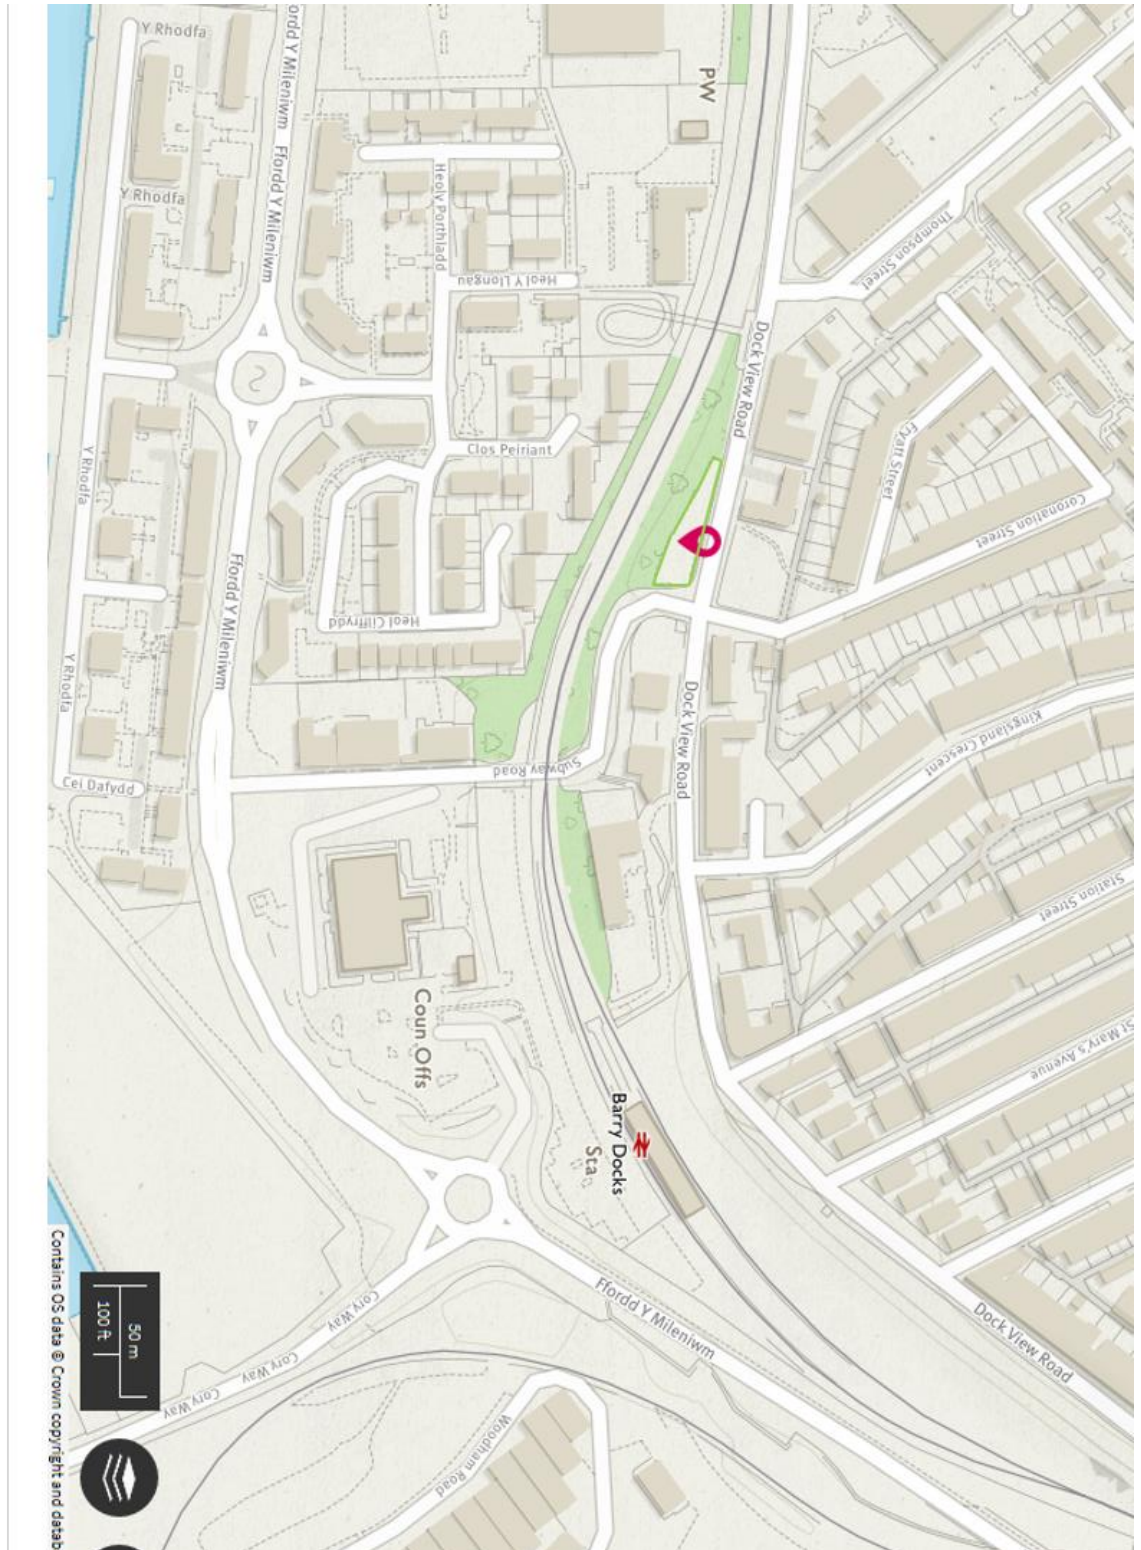 Y Rhodfa
Ffordd Y Mileniwm
Ffordd Y Mileniwm
PW
Heol y Porthladd
Y Rhodfa
Heol Y Llongau
Thompson Street
Dock View Road
Fryatt Street
Coronation Street
Clos Peiriant
Y Rhodfa
Ffordd Y Mileniwm
Heol Ciffrydd
Y Rhodfa
Dock View Road
Kingsland Crescent
Subway Road
Cei Dafydd
Station Street
Coun Offs
St Mary's Avenue
Barry Docks
Sta
Ffordd Y Mileniwm
Dock View Road
Cory Way
Cory Way
Cory Way
Woodham Road
50 m
100 ft
Contains OS data © Crown copyright and datab